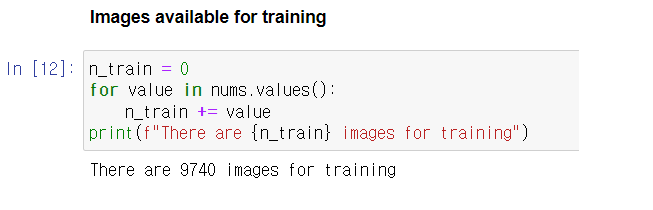 Images available for training
In [12]: n_train = 0
for value in nums.values():
    n_train += value
print(f"There are {n_train} images for training")
There are 9740 images for training